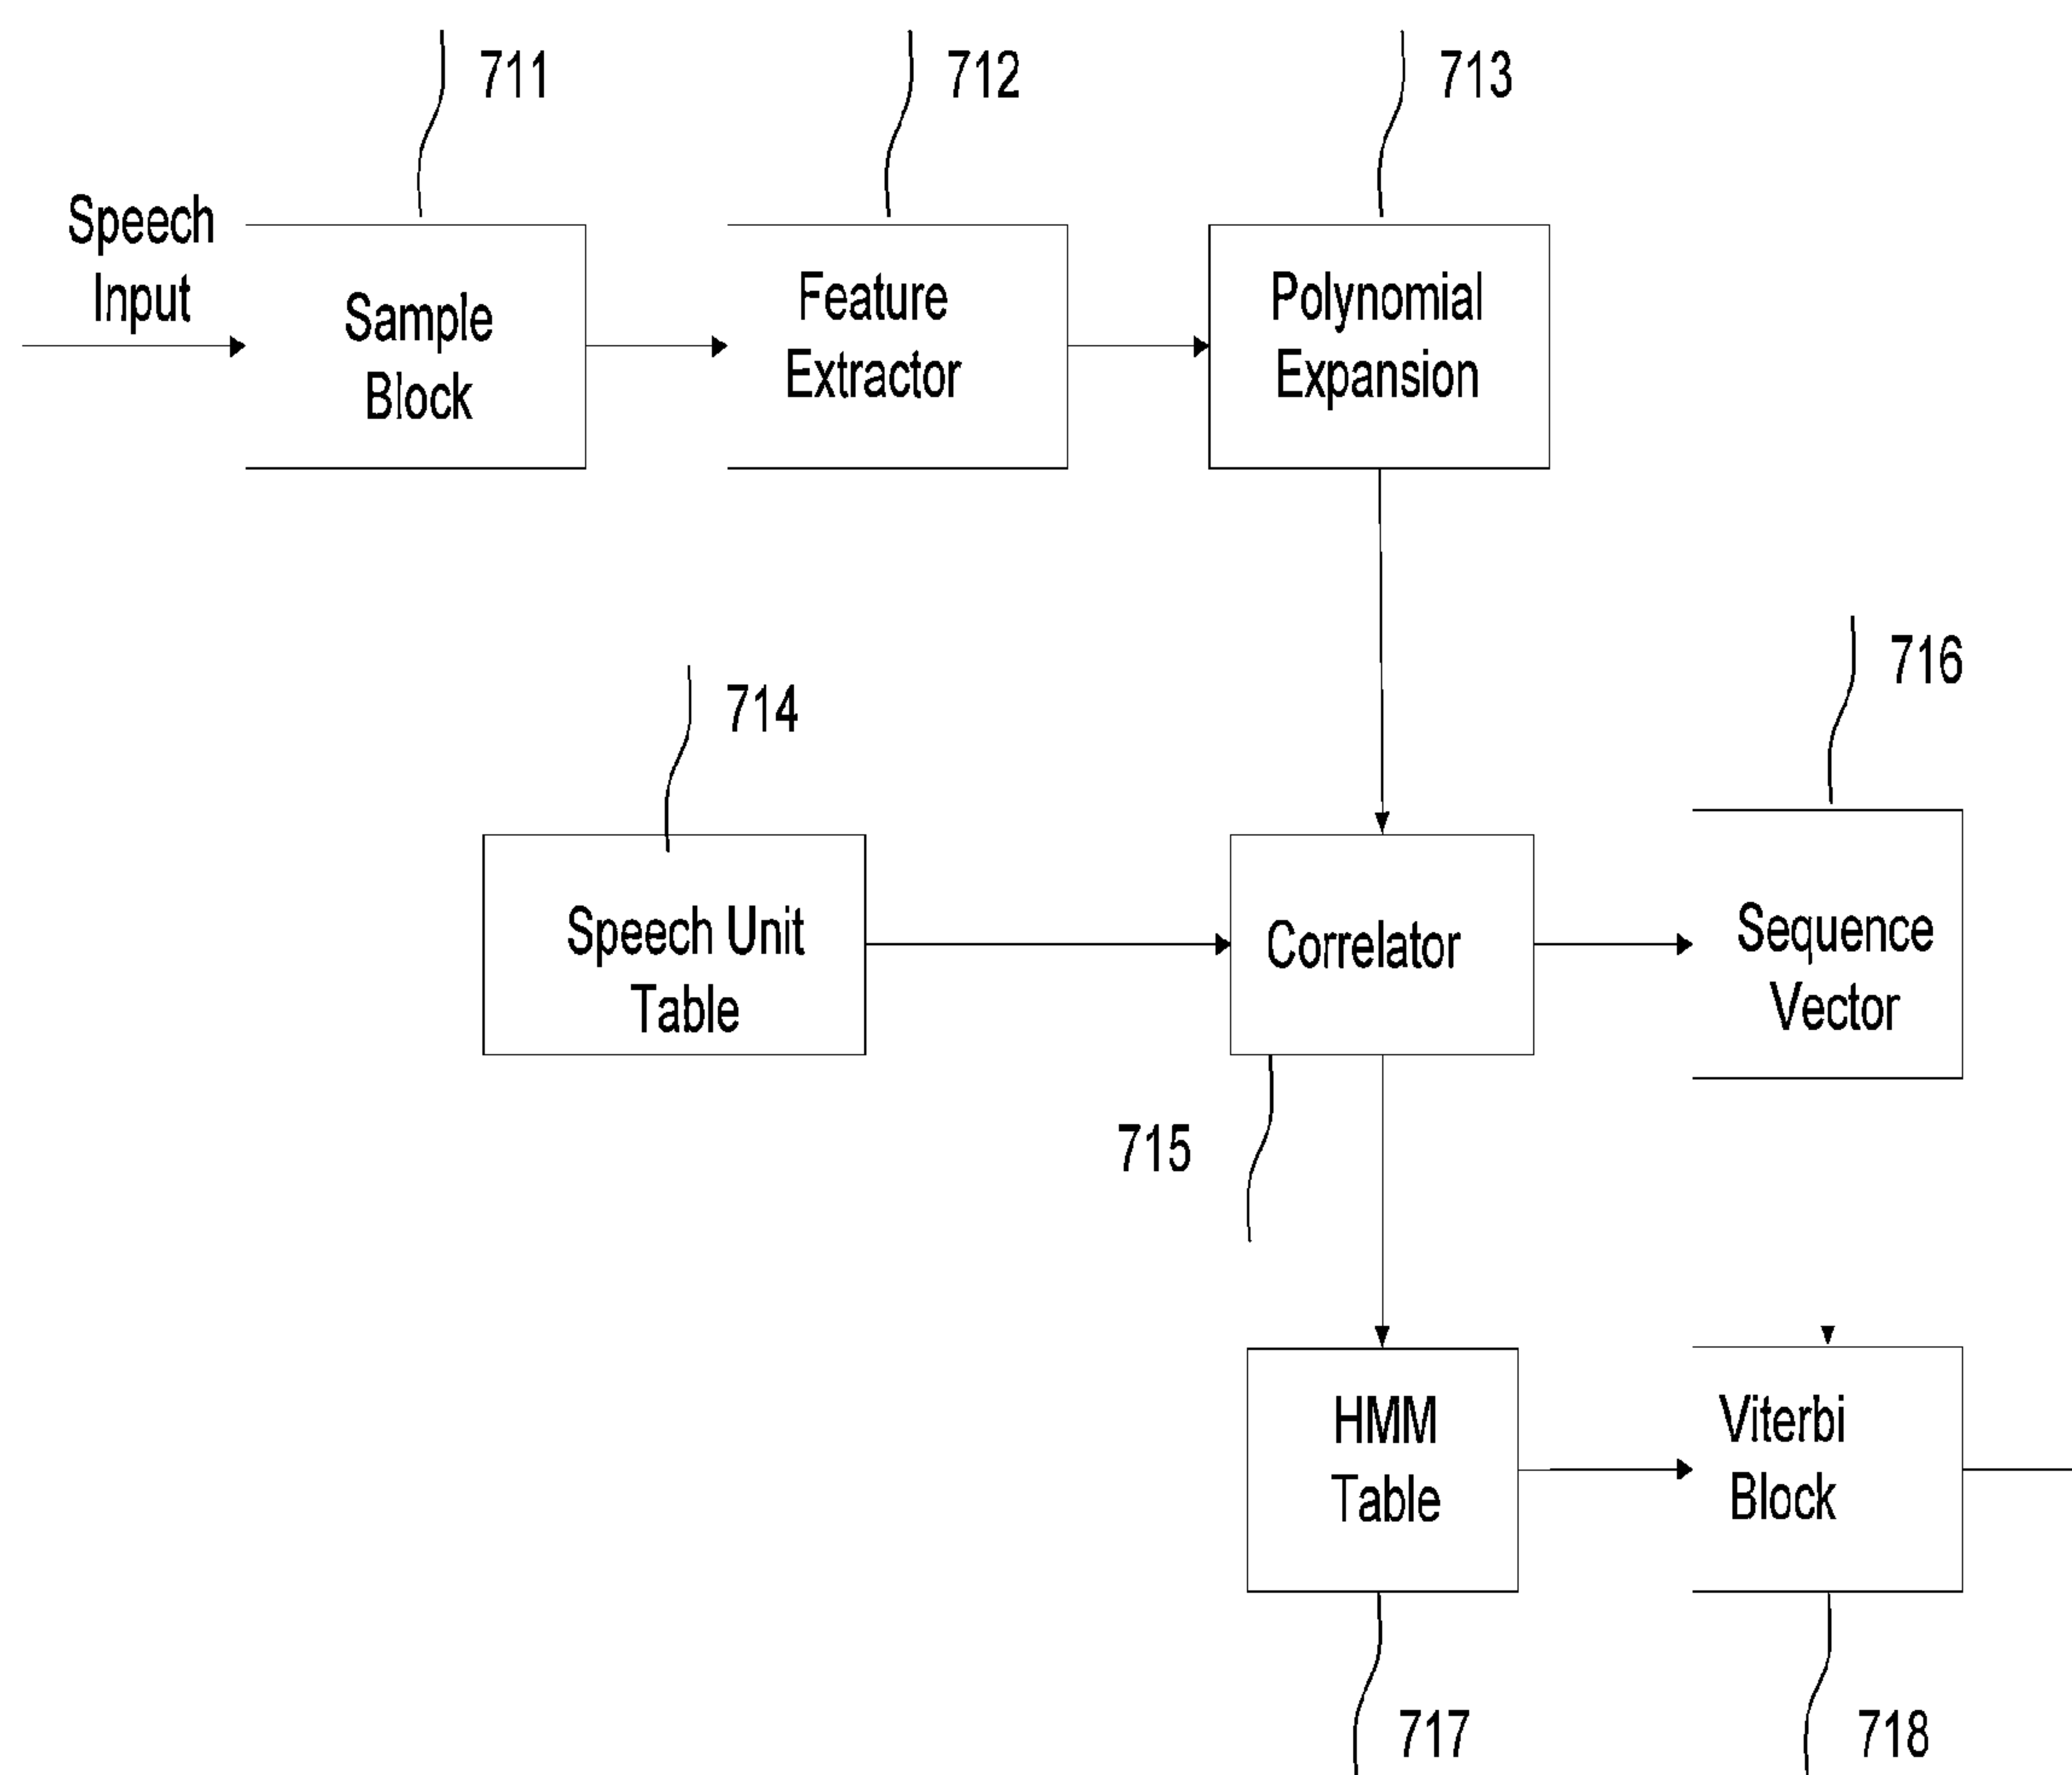 711
712
713
Speech
Input
Sample
Block
Feature
Extractor
Polynomial
Expansion
714
716
Speech Unit
Table
Correlator
Sequence
Vector
715
HMM
Table
Viterbi
Block
717
718